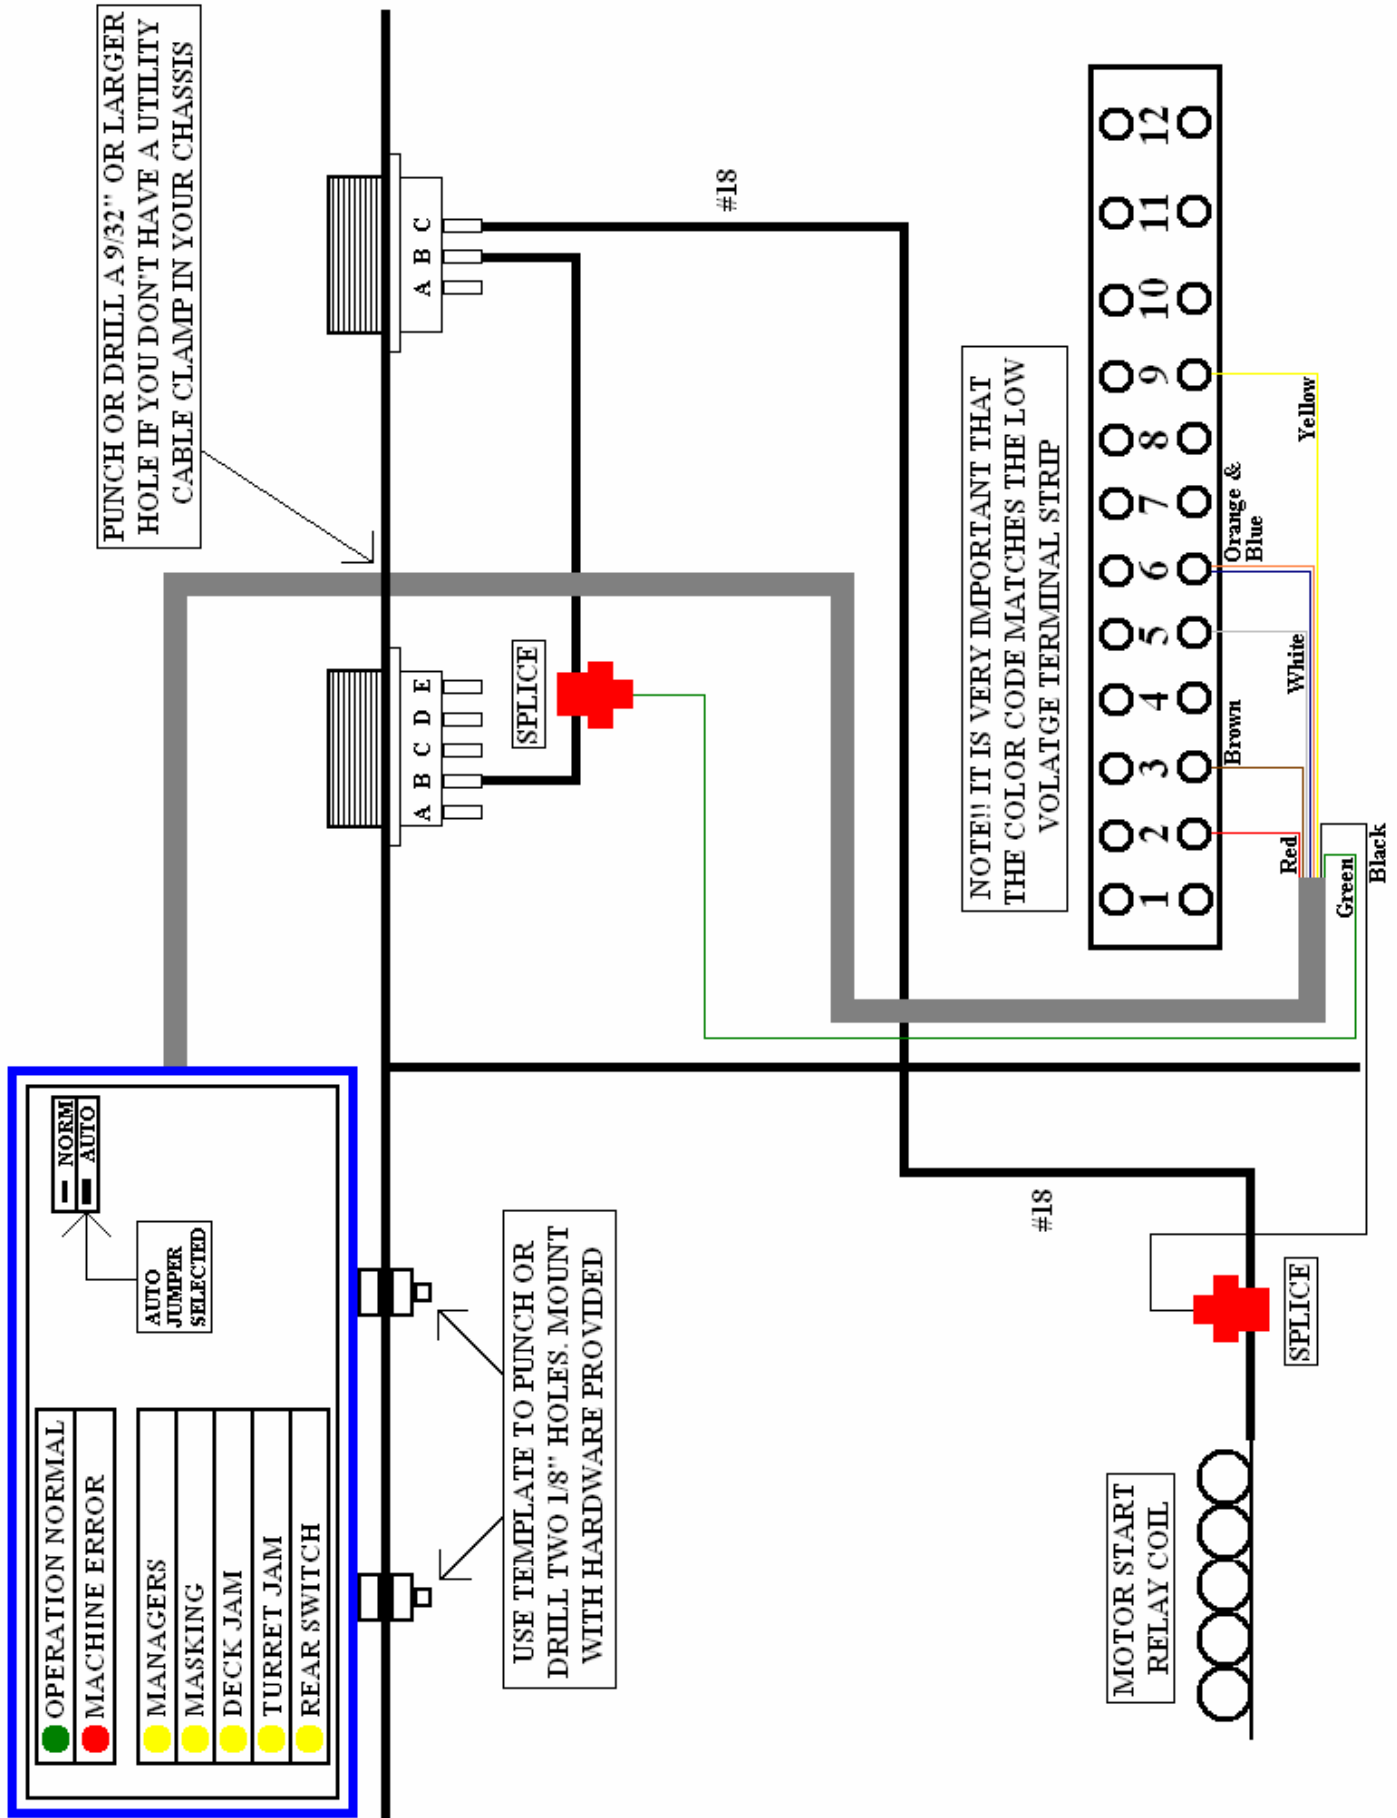 OPERATION NORMAL
MACHINE ERROR
MANAGERS
MASKING
DECK JAM
TURRET JAM
REAR SWITCH
NORM
AUTO
AUTO
JUMPER
SELECTED
PUNCH OR DRILL A 9/32" OR LARGER
HOLE IF YOU DON'T HAVE A UTILITY
CABLE CLAMP IN YOUR CHASSIS
A B C D E
A B C
USE TEMPLATE TO PUNCH OR
DRILL TWO 1/8" HOLES. MOUNT
WITH HARDWARE PROVIDED
SPLICE
#18
#18
NOTE!! IT IS VERY IMPORTANT THAT
THE COLOR CODE MATCHES THE LOW
VOLATGE TERMINAL STRIP
1 2 3 4 5 6 7 8 9 10 11 12
MOTOR START
RELAY COIL
SPLICE
Red
Brown
White
Orange &
Blue
Yellow
Green
Black